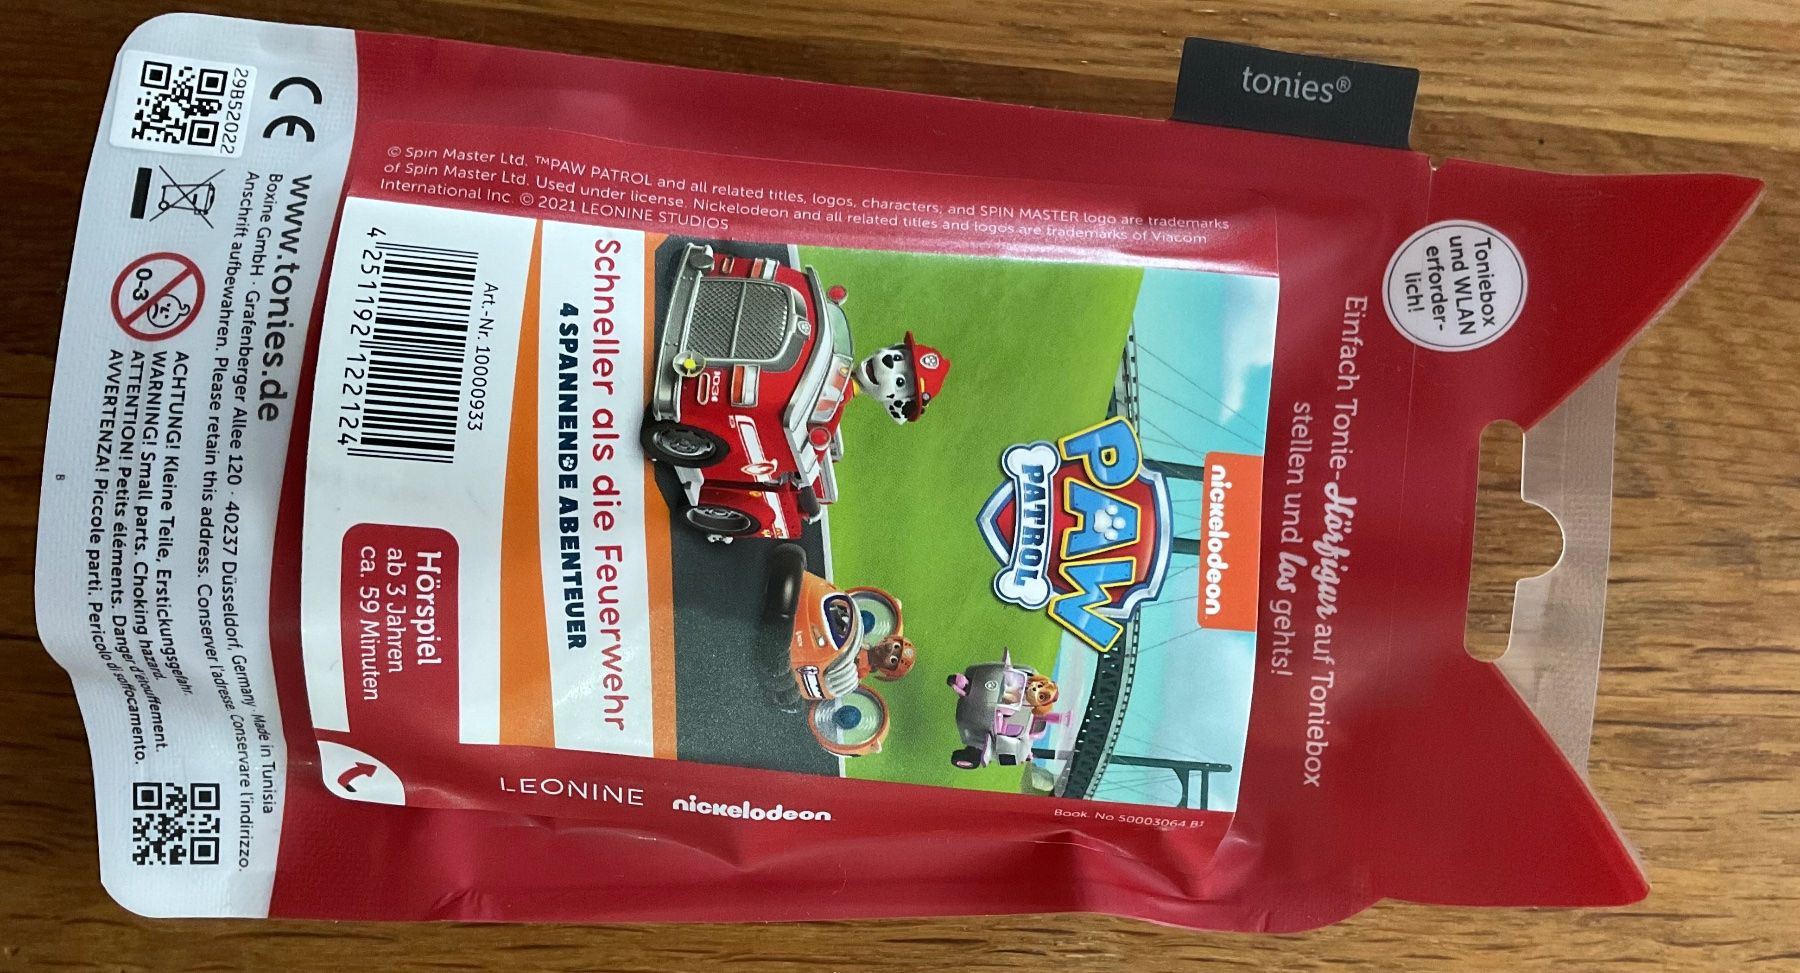 tonies®
Toniebox
und WLAN
erforder-
lich!
Einfach Tonie-Hörfigur auf Toniebox
stellen und los gehts!
© Spin Master Ltd. ™PAW PATROL and all related titles, logos, characters; and SPIN MASTER logo are trademarks
of Spin Master Ltd. Used under license. Nickelodeon and all related titles and logos are trademarks of Viacom
International Inc. © 2021 LEONINE STUDIOS
nickelodeon
PAW
PATROL
Schneller als die Feuerwehr
4 SPANNENDE ABENTEUER
Art.-Nr. 10000933
4 251192 122124
Hörspiel
ab 3 Jahren
ca. 59 Minuten
LEONINE
nickelodeon
Book. No S0003064 B1
29B52022
CE
www.tonies.de
Boxine GmbH · Grafenberger Allee 120 · 40237 Düsseldorf, Germany · Made in Tunisia
Anschrift aufbewahren. Please retain this address. Conserver l'adresse. Conservare l'indirizzo.
0-3
ACHTUNG! Kleine Teile, Erstickungsgefahr.
WARNING! Small parts. Choking hazard.
ATTENTION! Petits éléments. Danger d'étouffement.
AVVERTENZA! Piccole parti. Pericolo di soffocamento.
B